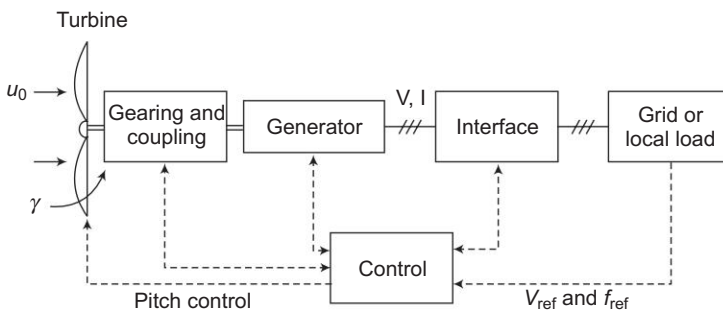 Turbine
u0
Gearing and
coupling
Generator
V, I
Interface
Grid or
local load
γ
Control
Pitch control
Vref and fref